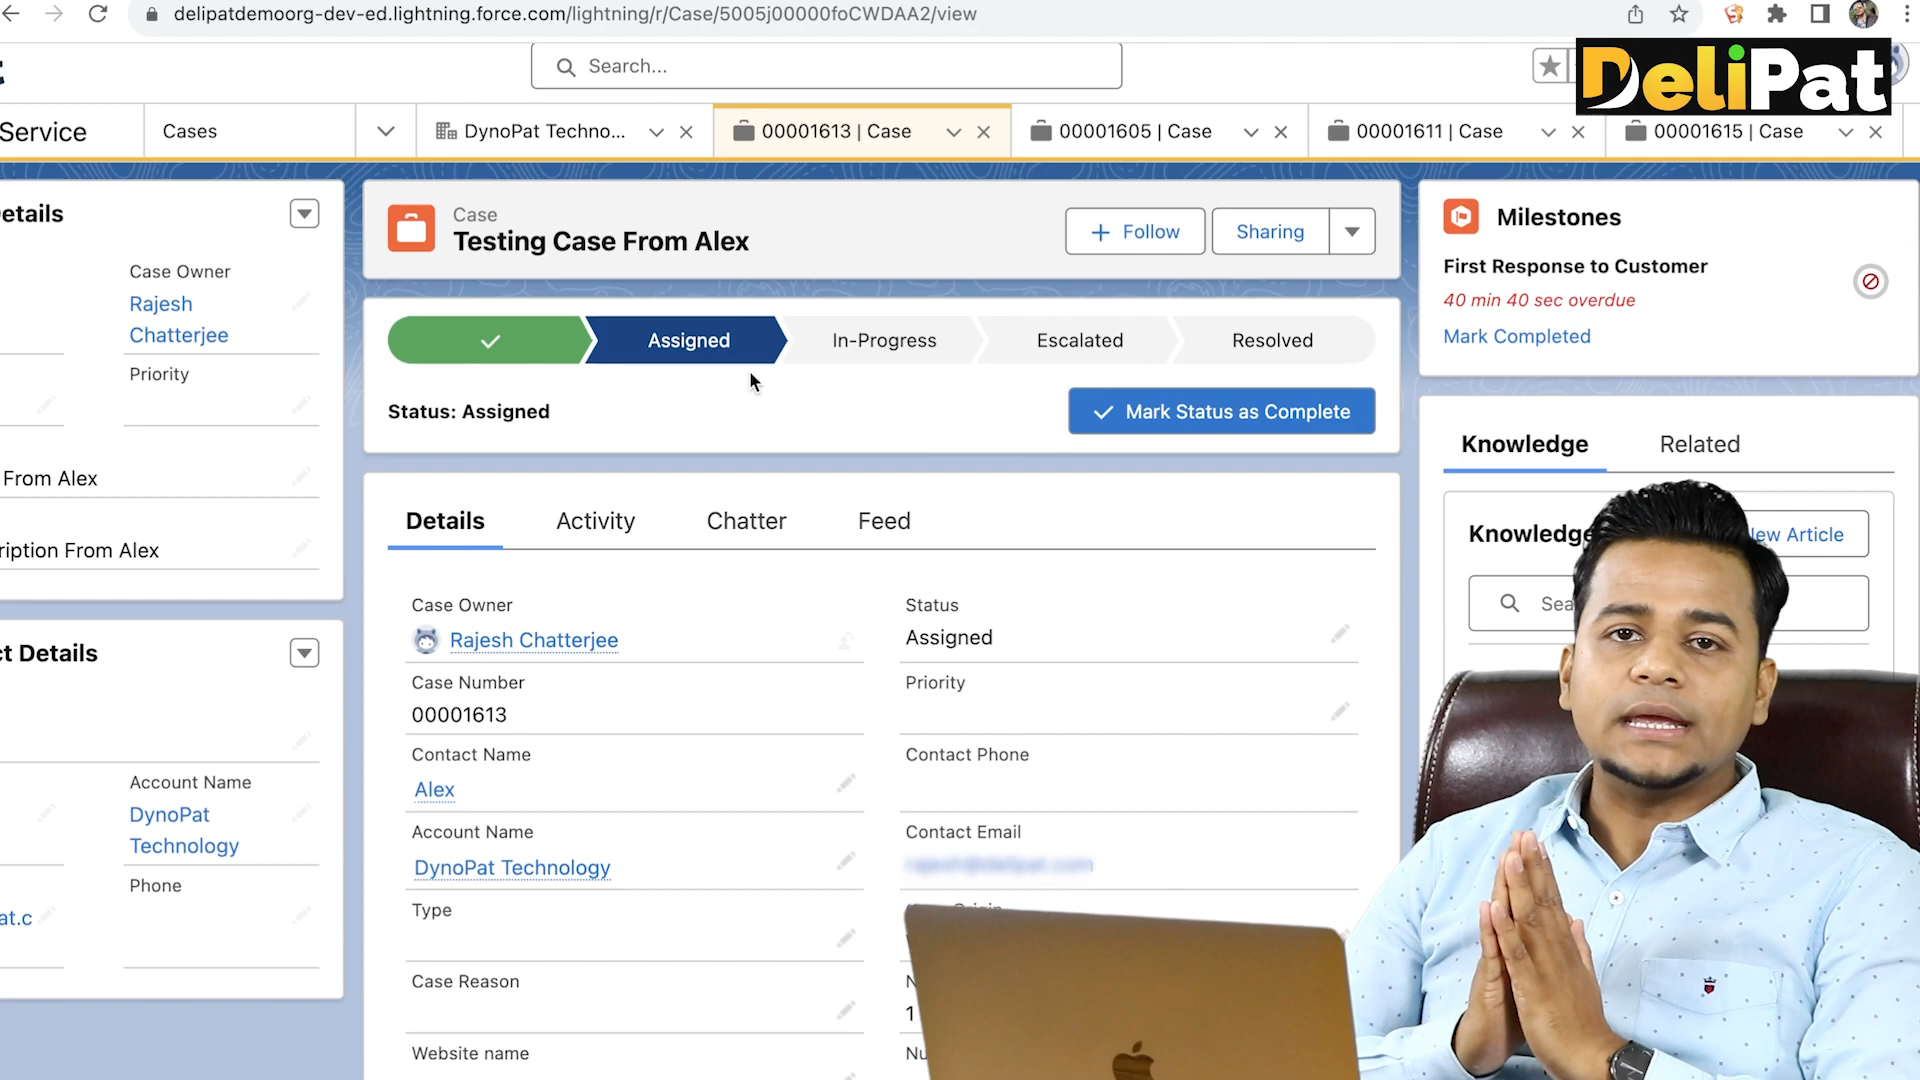 delipatdemoorg-dev-ed.lightning.force.com/lightning/r/Case/5005j00000foCWDAA2/view
Search...
DeliPat
Service
Cases
DynoPat Techno...
00001613 | Case
00001605 | Case
00001611 | Case
00001615 | Case
etails
Case Owner
Rajesh
Chatterjee
Priority
From Alex
ription From Alex
ct Details
Account Name
DynoPat
Technology
Phone
at.c
Case
Testing Case From Alex
Follow
Sharing
Assigned
In-Progress
Escalated
Resolved
Status: Assigned
Mark Status as Complete
Details
Activity
Chatter
Feed
Case Owner
Rajesh Chatterjee
Status
Assigned
Case Number
00001613
Priority
Contact Name
Alex
Contact Phone
Account Name
DynoPat Technology
Contact Email
Type
Case Reason
1
Website name
Nu
Milestones
First Response to Customer
40 min 40 sec overdue
Mark Completed
Knowledge
Related
Knowledge
ew Article
Sea